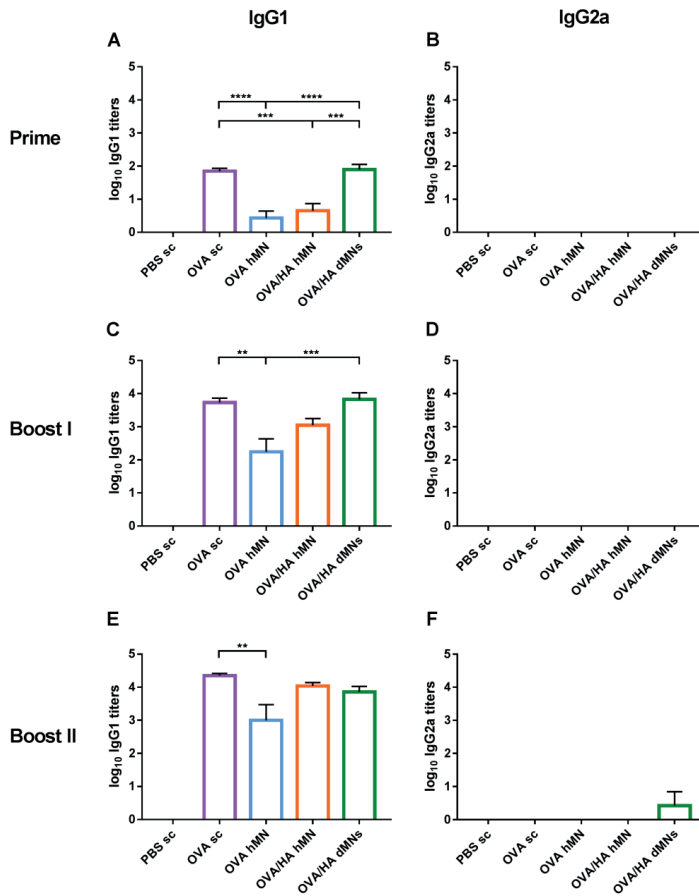 IgG1
IgG2a
Prime
A
log10 IgG1 titers
5
4
3
2
1
0
**** ****
*** ***
PBS sc
OVA sc
OVA hMN
OVA/HA hMN
OVA/HA dMNs
B
log10 IgG2a titers
5
4
3
2
1
0
PBS sc
OVA sc
OVA hMN
OVA/HA hMN
OVA/HA dMNs
Boost I
C
log10 IgG1 titers
5
4
3
2
1
0
** ***
PBS sc
OVA sc
OVA hMN
OVA/HA hMN
OVA/HA dMNs
D
log10 IgG2a titers
5
4
3
2
1
0
PBS sc
OVA sc
OVA hMN
OVA/HA hMN
OVA/HA dMNs
Boost II
E
log10 IgG1 titers
5
4
3
2
1
0
**
PBS sc
OVA sc
OVA hMN
OVA/HA hMN
OVA/HA dMNs
F
log10 IgG2a titers
5
4
3
2
1
0
PBS sc
OVA sc
OVA hMN
OVA/HA hMN
OVA/HA dMNs